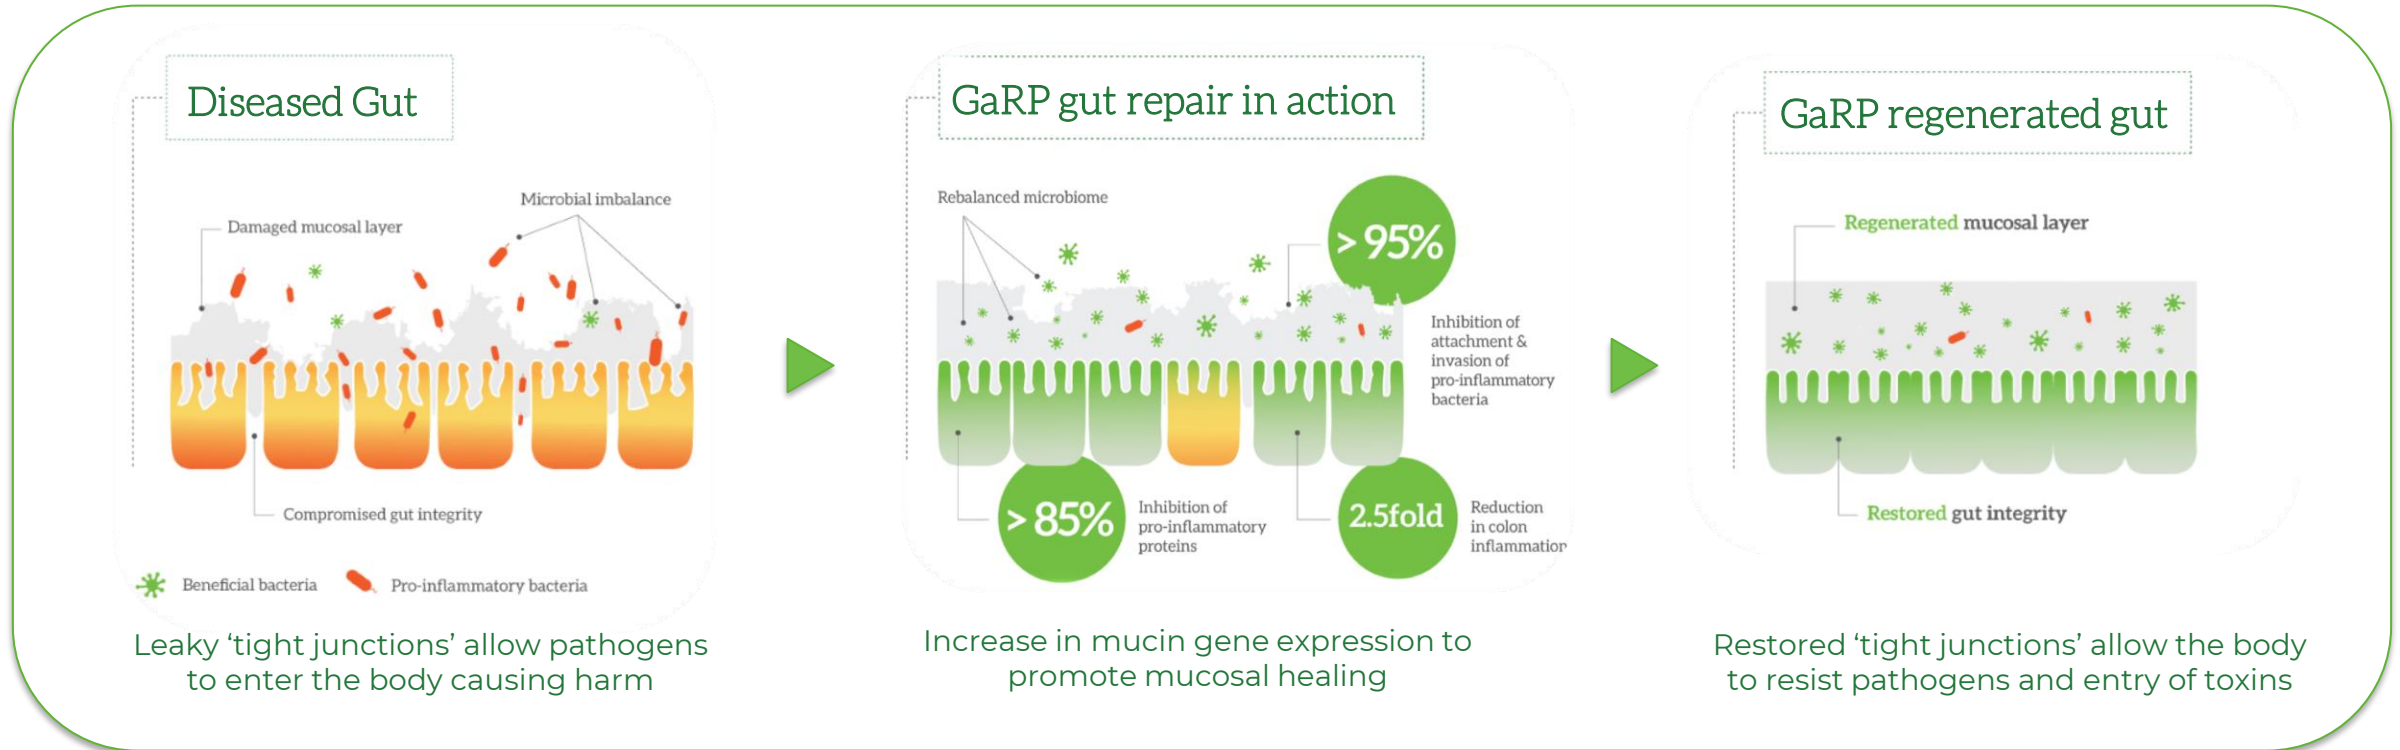 Diseased Gut
Microbial imbalance
Damaged mucosal layer
Compromised gut integrity
Beneficial bacteria
Pro-inflammatory bacteria
Leaky ‘tight junctions’ allow pathogens
to enter the body causing harm
GaRP gut repair in action
Rebalanced microbiome
> 95%
Inhibition of
attachment &
invasion of
pro-inflammatory
bacteria
> 85%
Inhibition of
pro-inflammatory
proteins
2.5fold
Reduction
in colon
inflammation
Increase in mucin gene expression to
promote mucosal healing
GaRP regenerated gut
Regenerated mucosal layer
Restored gut integrity
Restored ‘tight junctions’ allow the body
to resist pathogens and entry of toxins